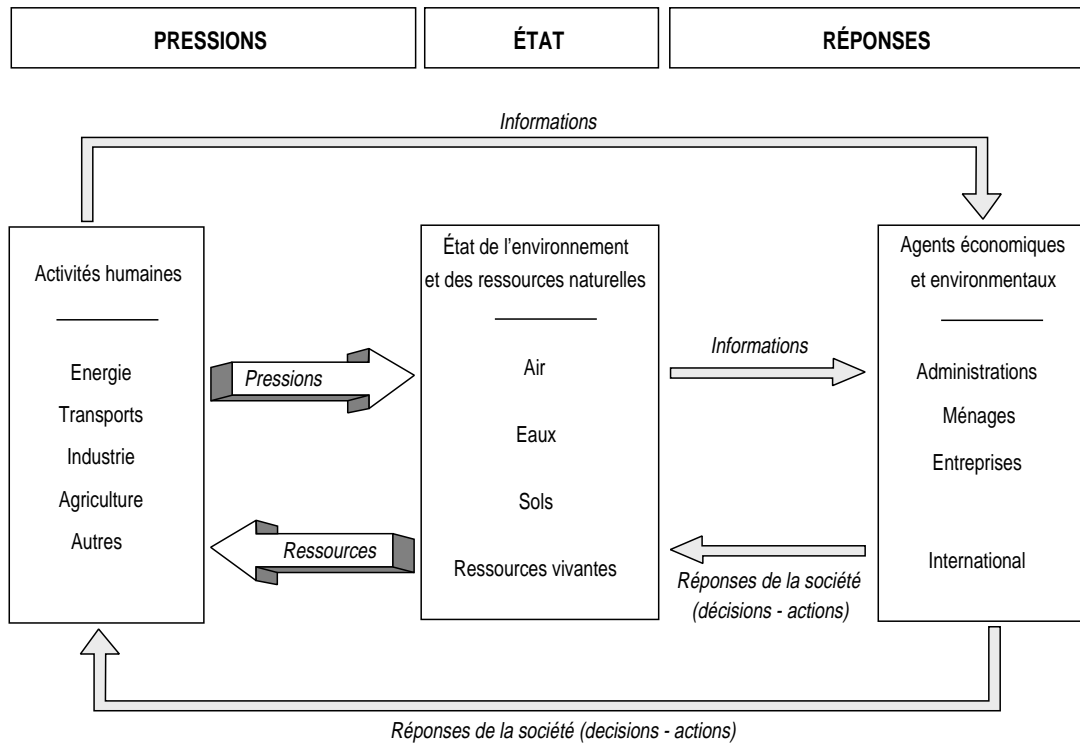 PRESSIONS
ÉTAT
RÉPONSES
Informations
Activités humaines
Energie
Transports
Industrie
Agriculture
Autres
Pressions
Ressources
État de l'environnement
et des ressources naturelles
Air
Eaux
Sols
Ressources vivantes
Informations
Réponses de la société
(décisions - actions)
Agents économiques
et environmentaux
Administrations
Ménages
Entreprises
International
Réponses de la société (decisions - actions)